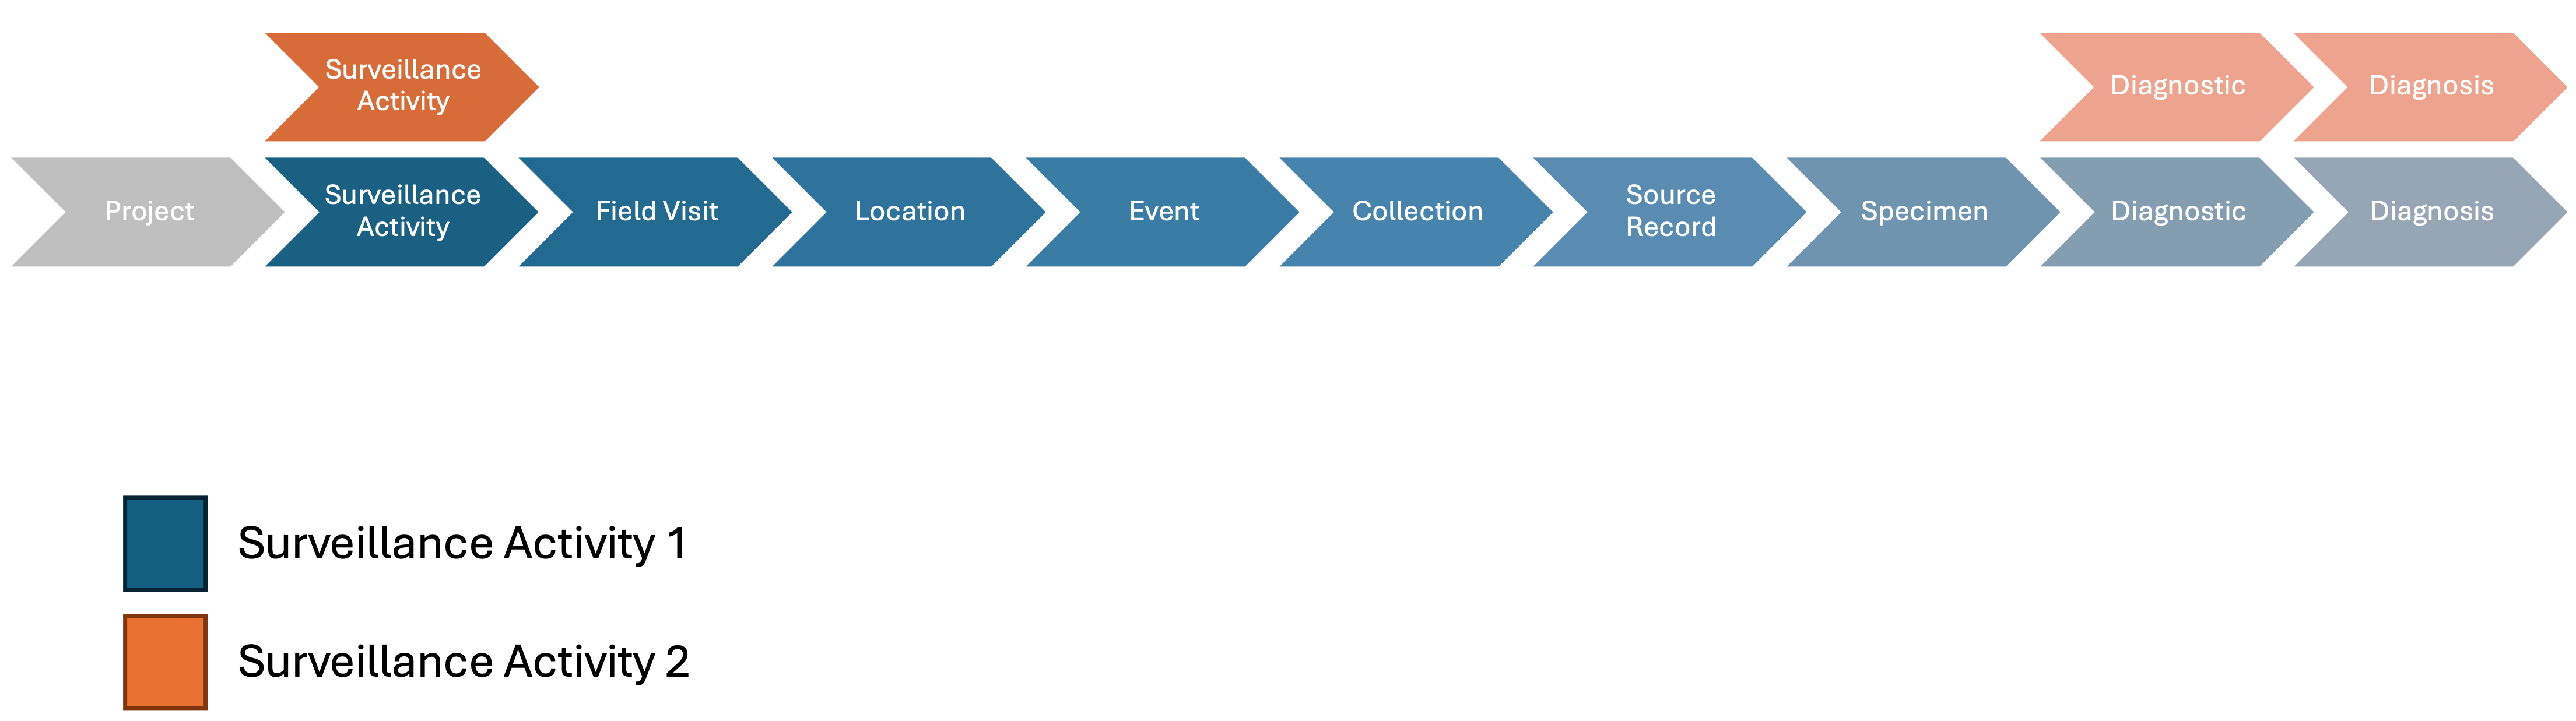 Surveillance
Activity
Diagnostic
Diagnosis
Project
Surveillance
Activity
Field Visit
Location
Event
Collection
Source
Record
Specimen
Diagnostic
Diagnosis
Surveillance Activity 1
Surveillance Activity 2